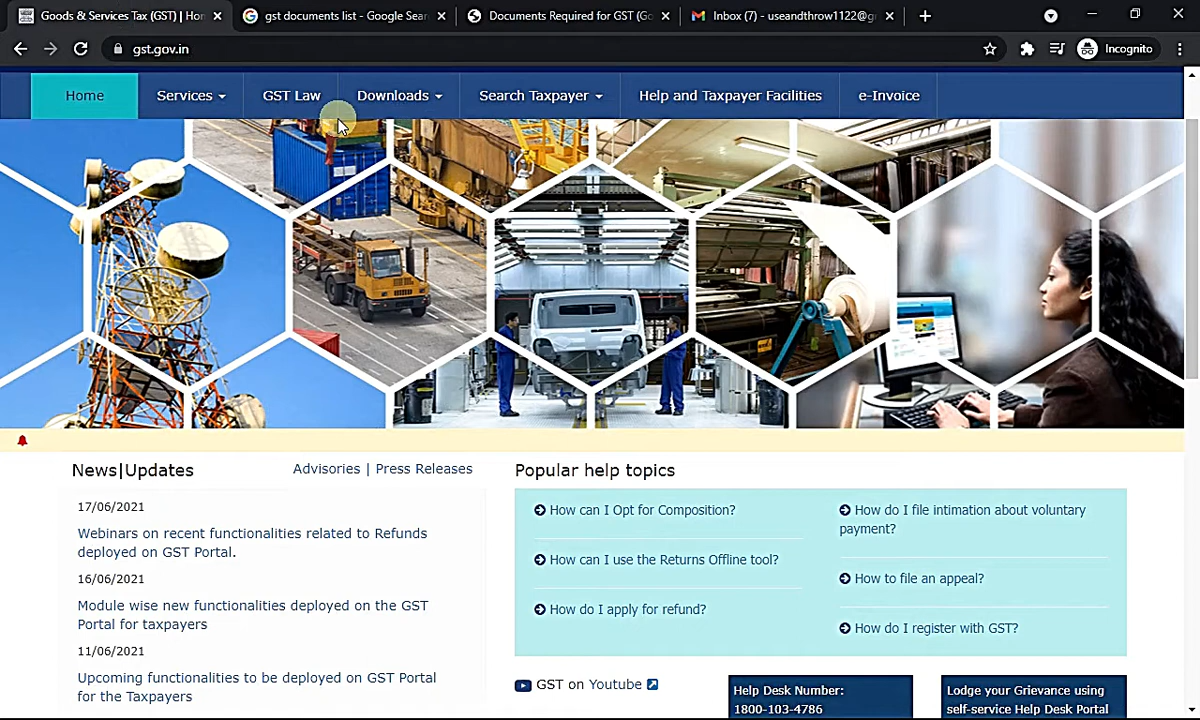 Goods & Services Tax (GST) | Hom
gst documents list - Google Sear
Documents Required for GST (Go
Inbox (7) - useandthrow1122@g
gst.gov.in
Incognito
Home
Services
GST Law
Downloads
Search Taxpayer
Help and Taxpayer Facilities
e-Invoice
News|Updates
Advisories | Press Releases
17/06/2021
Webinars on recent functionalities related to Refunds
deployed on GST Portal.
16/06/2021
Module wise new functionalities deployed on the GST
Portal for taxpayers
11/06/2021
Upcoming functionalities to be deployed on GST Portal
for the Taxpayers
Popular help topics
How can I Opt for Composition?
How can I use the Returns Offline tool?
How do I apply for refund?
How do I file intimation about voluntary
payment?
How to file an appeal?
How do I register with GST?
GST on Youtube
Help Desk Number:
1800-103-4786
Lodge your Grievance using
self-service Help Desk Portal